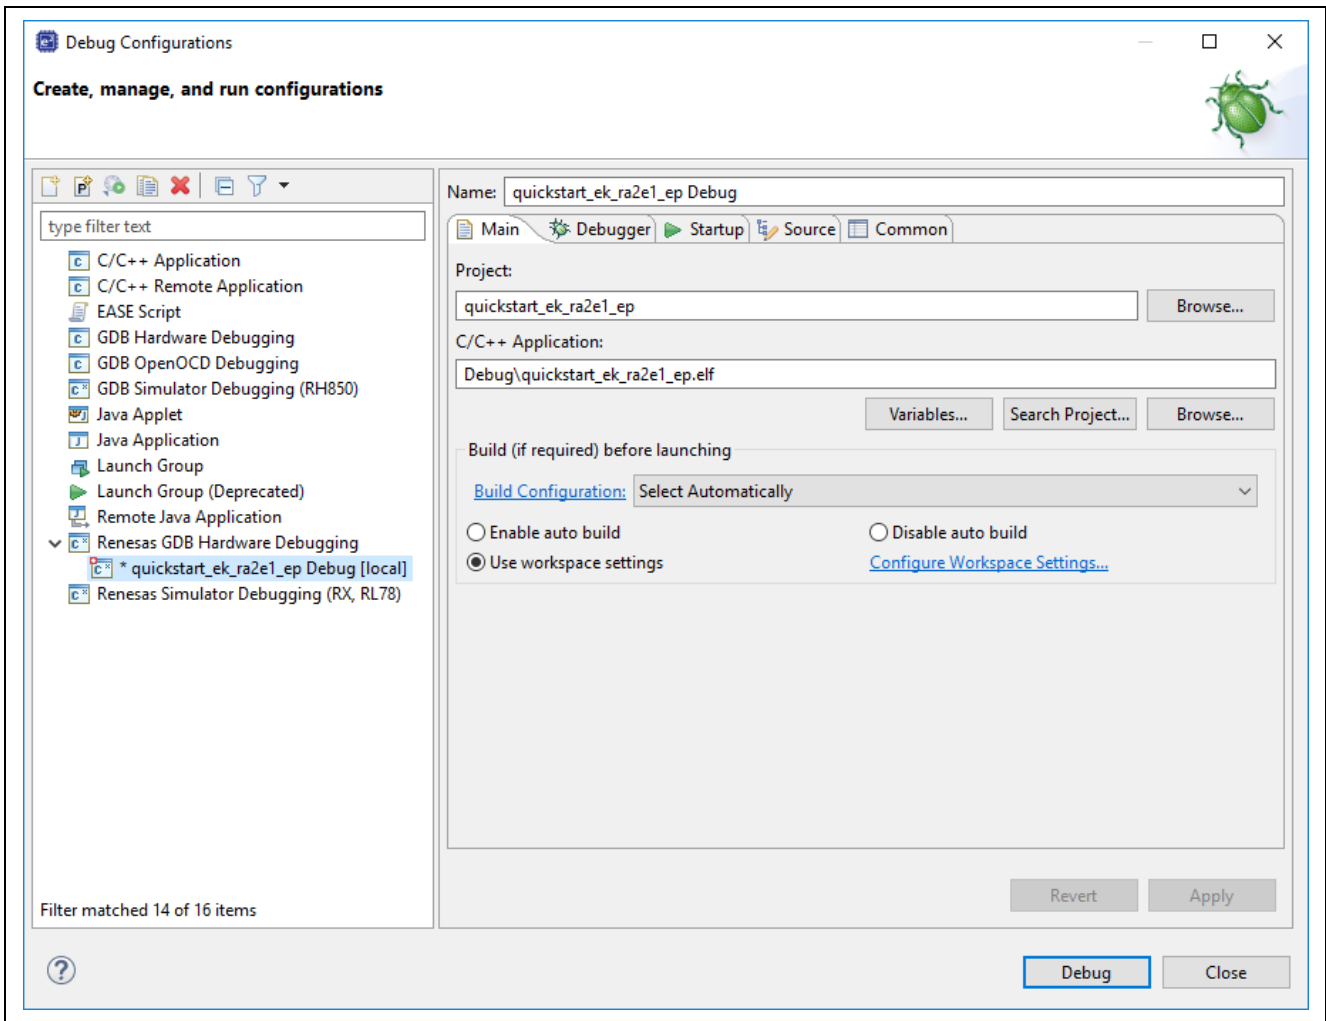 Debug Configurations
Create, manage, and run configurations
type filter text
C/C++ Application
C/C++ Remote Application
EASE Script
GDB Hardware Debugging
GDB OpenOCD Debugging
GDB Simulator Debugging (RH850)
Java Applet
Java Application
Launch Group
Launch Group (Deprecated)
Remote Java Application
Renesas GDB Hardware Debugging
* quickstart_ek_ra2e1_ep Debug [local]
Renesas Simulator Debugging (RX, RL78)
Filter matched 14 of 16 items
Name: quickstart_ek_ra2e1_ep Debug
Main Debugger Startup Source Common
Project:
quickstart_ek_ra2e1_ep Browse...
C/C++ Application:
Debug\quickstart_ek_ra2e1_ep.elf
Variables... Search Project... Browse...
Build (if required) before launching
Build Configuration: Select Automatically
Enable auto build Disable auto build
Use workspace settings Configure Workspace Settings...
Revert Apply
Debug Close